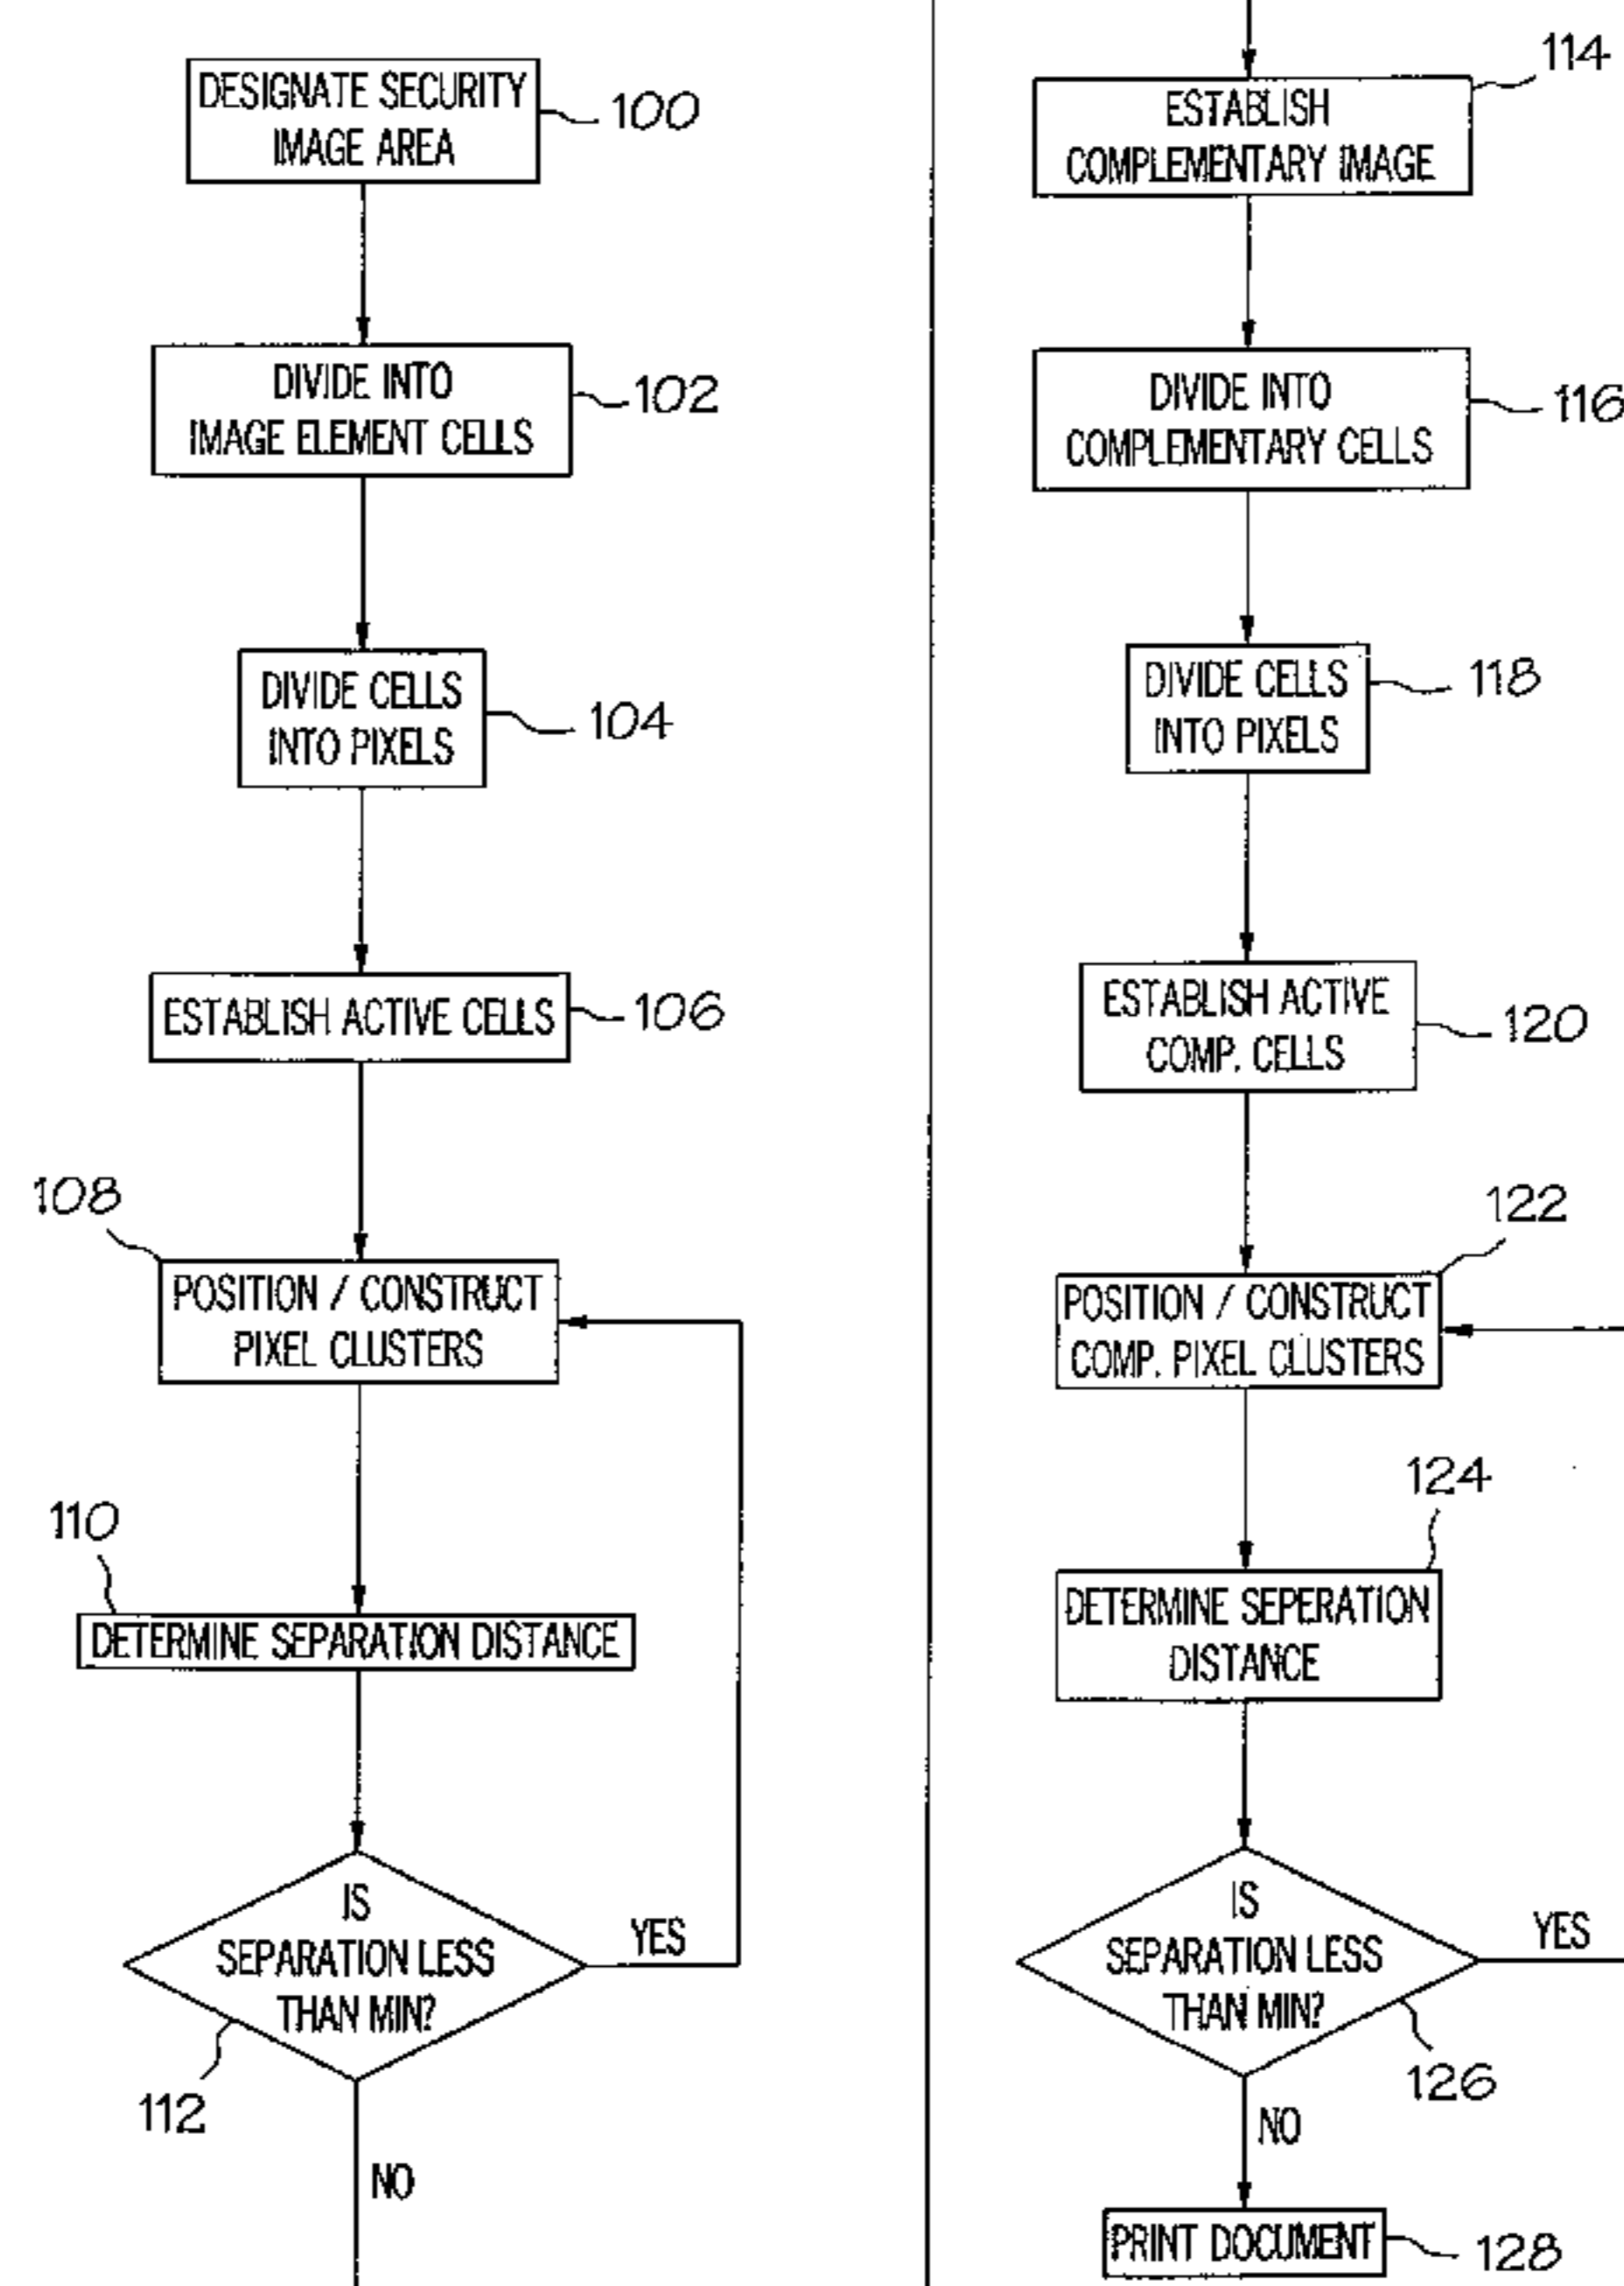 DESIGNATE SECURITY
IMAGE AREA
100
DIVIDE INTO
IMAGE ELEMENT CELLS
102
DIVIDE CELLS
INTO PIXELS
104
ESTABLISH ACTIVE CELLS
106
108
POSITION / CONSTRUCT
PIXEL CLUSTERS
110
DETERMINE SEPARATION DISTANCE
IS
SEPARATION LESS
THAN MIN?
YES
112
NO
114
ESTABLISH
COMPLEMENTARY IMAGE
DIVIDE INTO
COMPLEMENTARY CELLS
116
DIVIDE CELLS
INTO PIXELS
118
ESTABLISH ACTIVE
COMP. CELLS
120
122
POSITION / CONSTRUCT
COMP. PIXEL CLUSTERS
124
DETERMINE SEPERATION
DISTANCE
IS
SEPARATION LESS
THAN MIN?
YES
126
NO
PRINT DOCUMENT
128